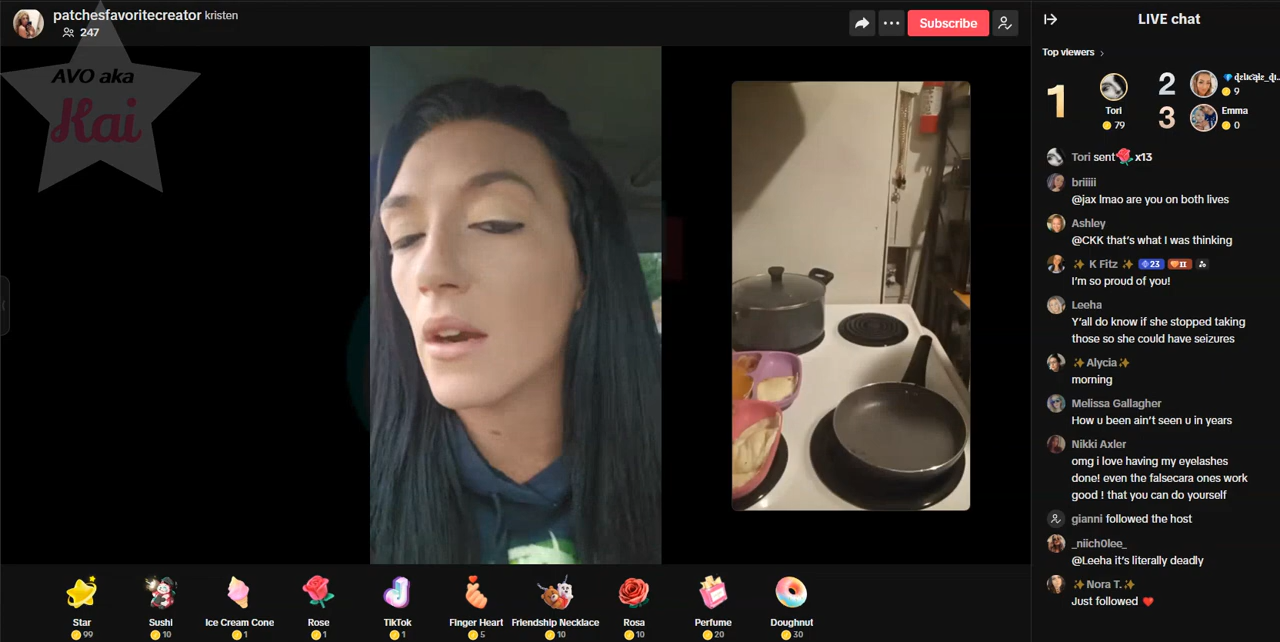 patchesfavoritecreator kristen
247
AVO aka
Kai
Subscribe
LIVE chat
Top viewers
1
Tori
79
2
9
3
Emma
0
Tori sent x13
briiiii
@jax lmao are you on both lives
Ashley
@CKK that's what I was thinking
K Fitz 23 II
I'm so proud of you!
Leeha
Y'all do know if she stopped taking
those so she could have seizures
Alycia
morning
Melissa Gallagher
How u been ain't seen u in years
Nikki Axler
omg i love having my eyelashes
done! even the falsecara ones work
good ! that you can do yourself
gianni followed the host
_niich0lee_
@Leeha it's literally deadly
Nora T.
Just followed
Star
99
Sushi
10
Ice Cream Cone
1
Rose
1
TikTok
1
Finger Heart
5
Friendship Necklace
10
Rosa
10
Perfume
20
Doughnut
30